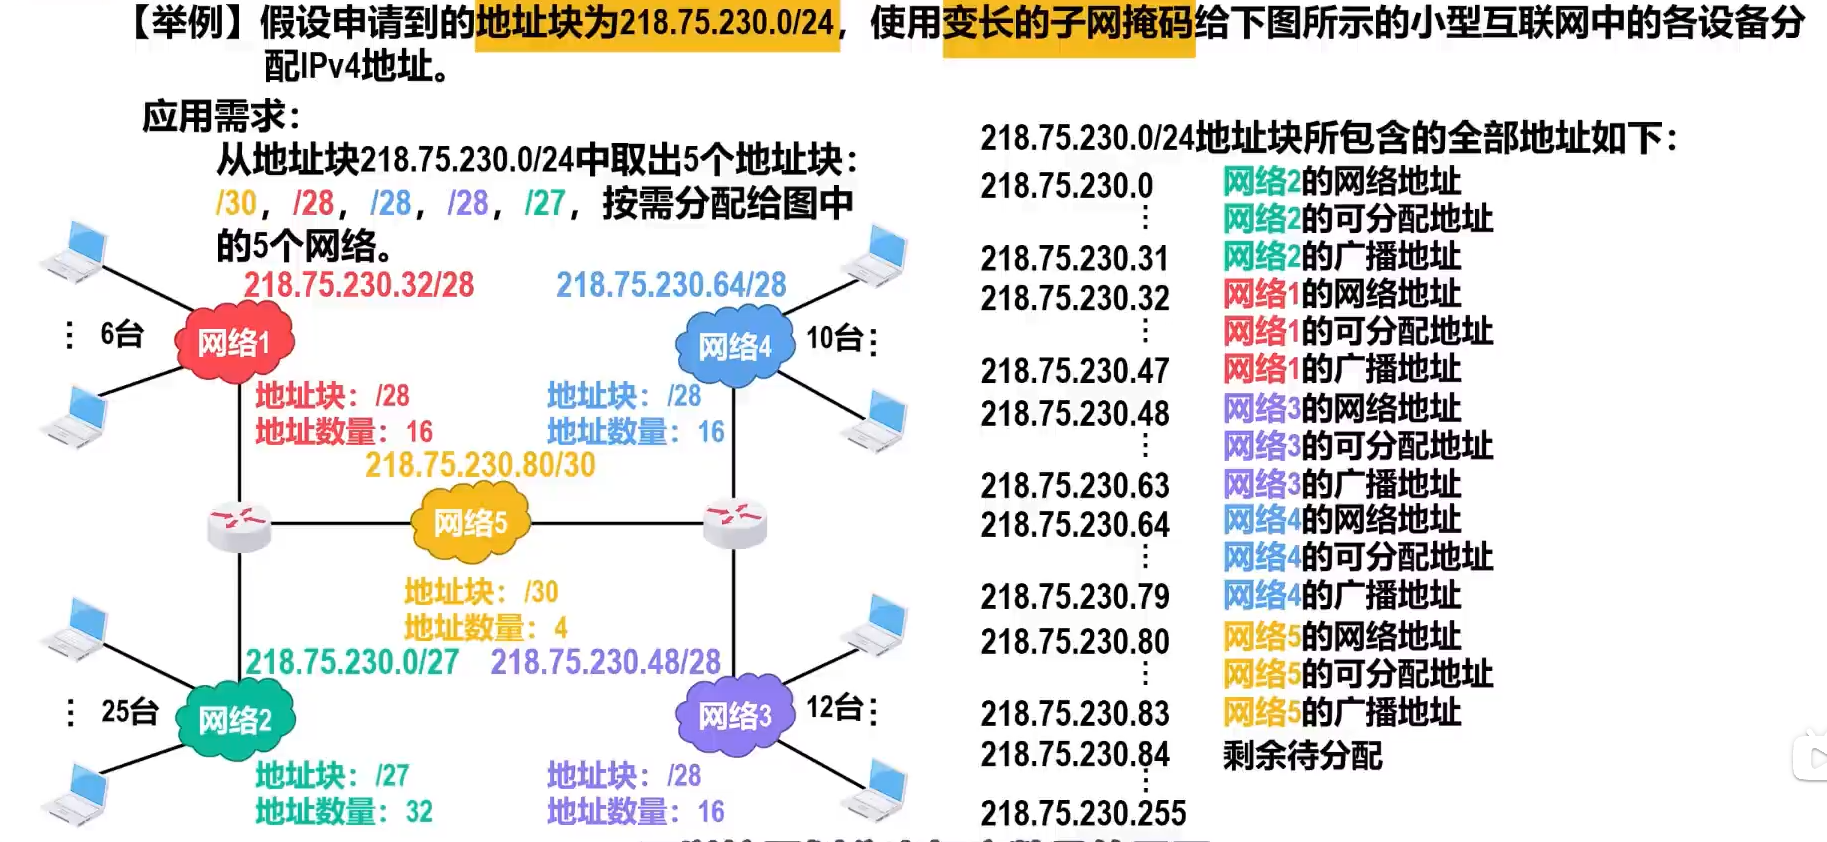 【举例】假设申请到的地址块为218.75.230.0/24，使用变长的子网掩码给下图所示的小型互联网中的各设备分
配IPv4地址。
应用需求：
从地址块218.75.230.0/24中取出5个地址块：
/30，/28，/28，/28，/27，按需分配给图中
的5个网络。
218.75.230.32/28
218.75.230.64/28
6台
网络1
网络4
10台
地址块：/28
地址数量：16
地址块：/28
地址数量：16
218.75.230.80/30
网络5
地址块：/30
地址数量：4
218.75.230.0/27
218.75.230.48/28
25台
网络2
网络3
12台
地址块：/27
地址数量：32
地址块：/28
地址数量：16
218.75.230.0/24地址块所包含的全部地址如下：
218.75.230.0 网络2的网络地址
⋮ 网络2的可分配地址
218.75.230.31 网络2的广播地址
218.75.230.32 网络1的网络地址
⋮ 网络1的可分配地址
218.75.230.47 网络1的广播地址
218.75.230.48 网络3的网络地址
⋮ 网络3的可分配地址
218.75.230.63 网络3的广播地址
218.75.230.64 网络4的网络地址
⋮ 网络4的可分配地址
218.75.230.79 网络4的广播地址
218.75.230.80 网络5的网络地址
⋮ 网络5的可分配地址
218.75.230.83 网络5的广播地址
218.75.230.84 剩余待分配
⋮
218.75.230.255